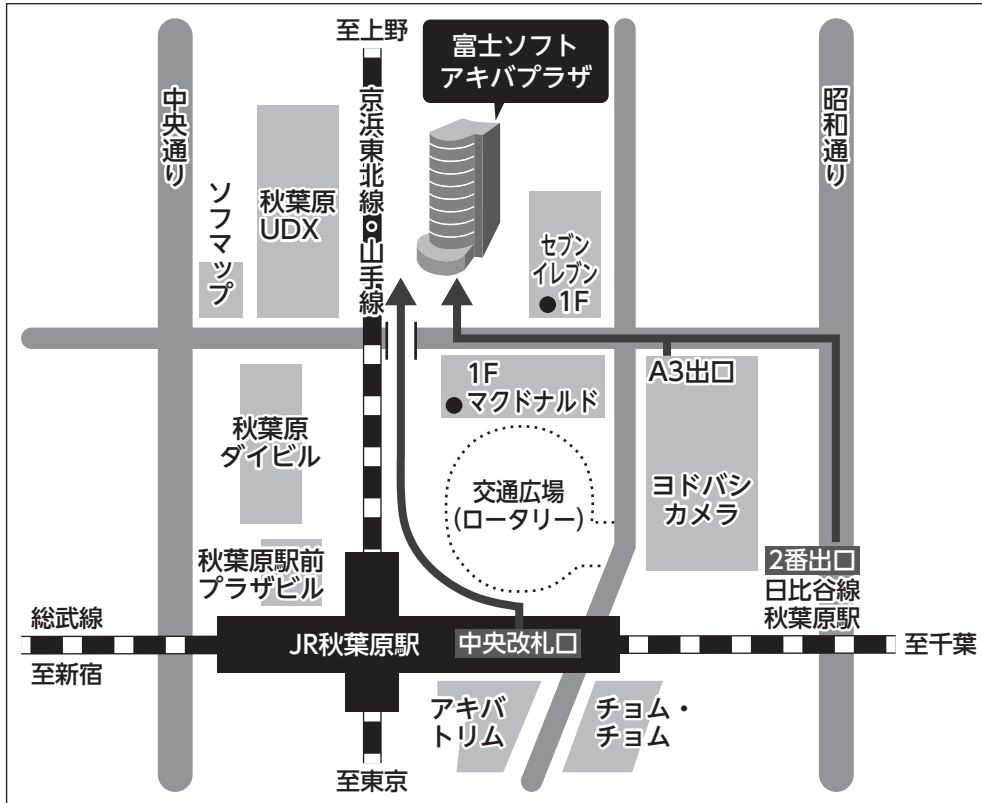 至上野
富士ソフト
アキバプラザ
中央通り
京浜東北線
山手線
昭和通り
ソフマップ
秋葉原
UDX
セブン
イレブン
●1F
A3出口
1F
●マクドナルド
秋葉原
ダイビル
交通広場
(ロータリー)
ヨドバシ
カメラ
秋葉原駅前
プラザビル
2番出口
日比谷線
秋葉原駅
総武線
至新宿
JR秋葉原駅
中央改札口
至千葉
アキバ
トリム
チョム・
チョム
至東京